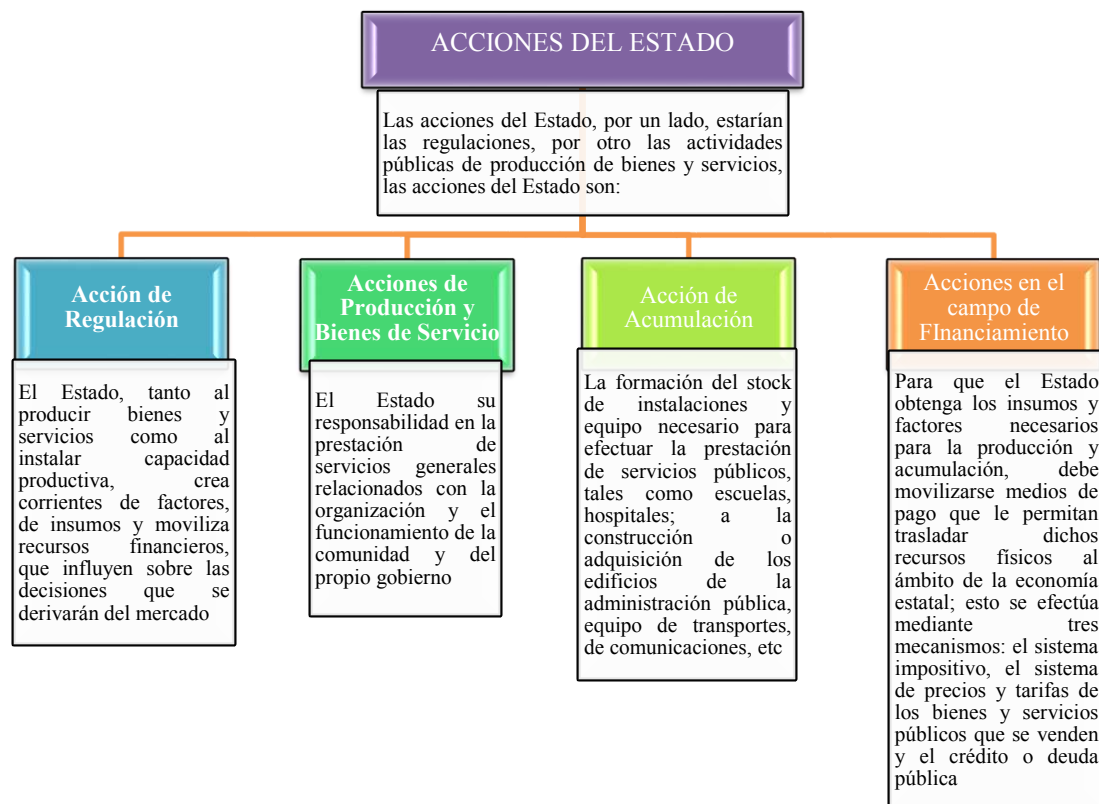 ACCIONES DEL ESTADO
Las acciones del Estado, por un lado, estarían
las regulaciones, por otro las actividades
públicas de producción de bienes y servicios,
las acciones del Estado son:
Acción de
Regulación
El Estado, tanto al
producir bienes y
servicios como al
instalar capacidad
productiva, crea
corrientes de factores,
de insumos y moviliza
recursos financieros,
que influyen sobre las
decisiones que se
derivarán del mercado
Acciones de
Producción y
Bienes de Servicio
El Estado su
responsabilidad en la
prestación de
servicios generales
relacionados con la
organización y el
funcionamiento de la
comunidad y del
propio gobierno
Acción de
Acumulación
La formación del stock
de instalaciones y
equipo necesario para
efectuar la prestación
de servicios públicos,
tales como escuelas,
hospitales; a la
construcción o
adquisición de los
edificios de la
administración pública,
equipo de transportes,
de comunicaciones, etc
Acciones en el
campo de
FInanciamiento
Para que el Estado
obtenga los insumos y
factores necesarios
para la producción y
acumulación, debe
movilizarse medios de
pago que le permitan
trasladar dichos
recursos físicos al
ámbito de la economía
estatal; esto se efectúa
mediante tres
mecanismos: el sistema
impositivo, el sistema
de precios y tarifas de
los bienes y servicios
públicos que se venden
y el crédito o deuda
pública